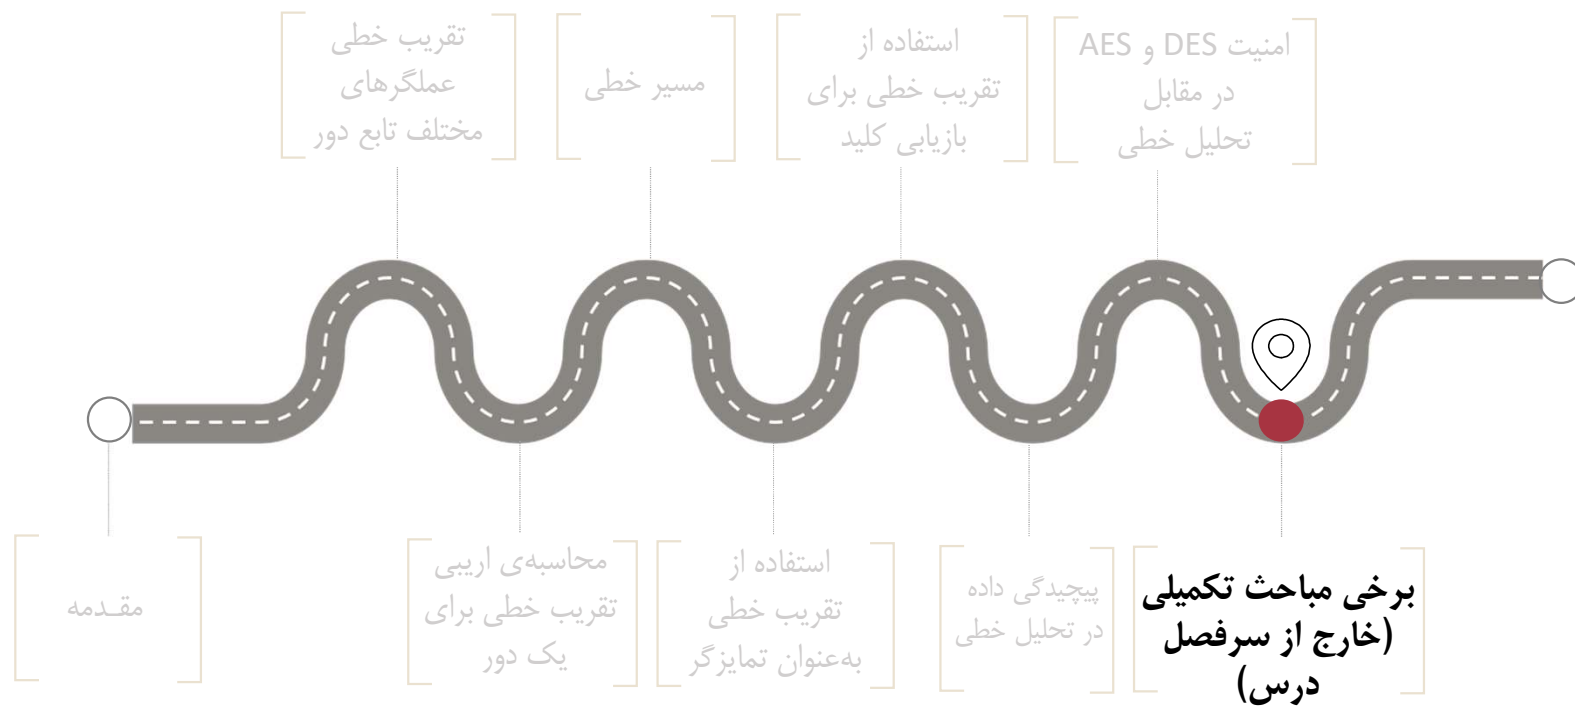 مقـدمه
تقریب خطی
عملگرهای
مختلف تابع دور
محاسبه‌ی اریبی
تقریب خطی برای
یک دور
مسیر خطی
استفاده از
تقریب خطی
به‌عنوان تمایزگر
استفاده از
تقریب خطی برای
بازیابی کلید
پیچیدگی داده
در تحلیل خطی
امنیت DES و AES
در مقابل
تحلیل خطی
برخی مباحث تکمیلی
(خارج از سرفصل
درس)